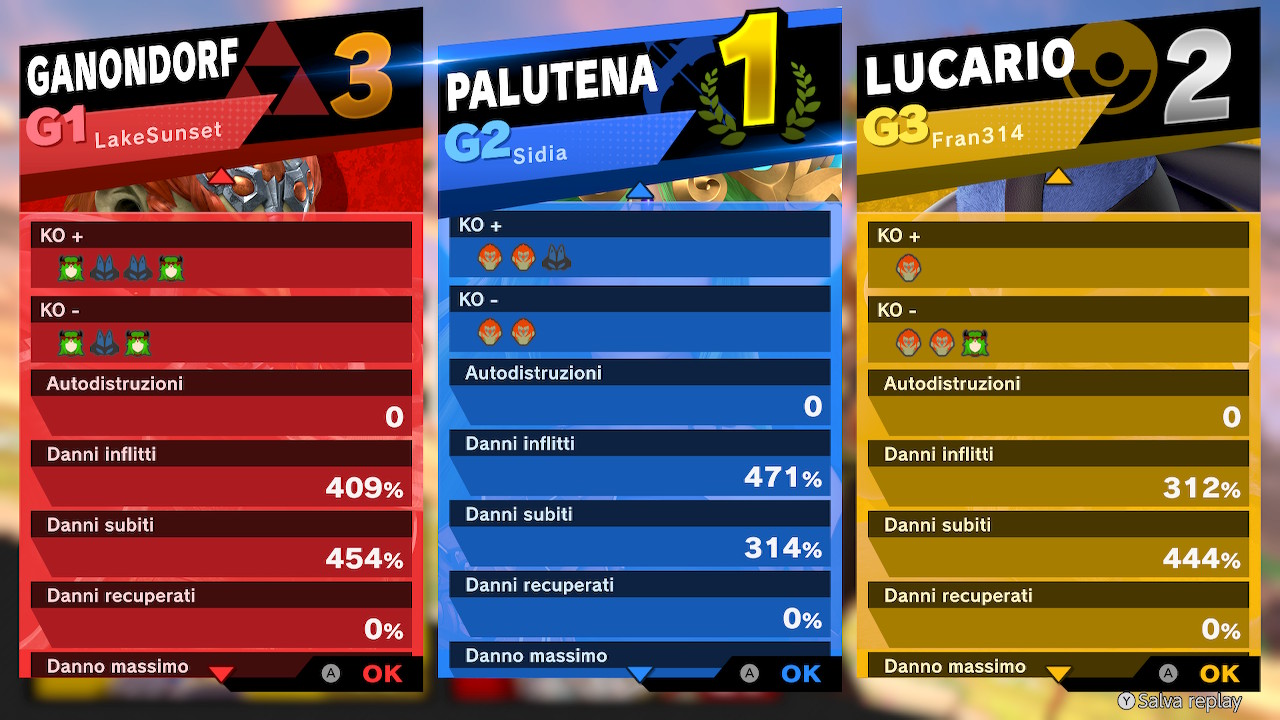 GANONDORF 3
G1 LakeSunset
KO +
KO -
Autodistruzioni
0
Danni inflitti
409%
Danni subiti
454%
Danni recuperati
0%
Danno massimo
A OK
PALUTENA 1
G2 Sidia
KO +
KO -
Autodistruzioni
0
Danni inflitti
471%
Danni subiti
314%
Danni recuperati
0%
Danno massimo
A OK
LUCARIO 2
G3 Fran314
KO +
KO -
Autodistruzioni
0
Danni inflitti
312%
Danni subiti
444%
Danni recuperati
0%
Danno massimo
A OK
Y Salva replay